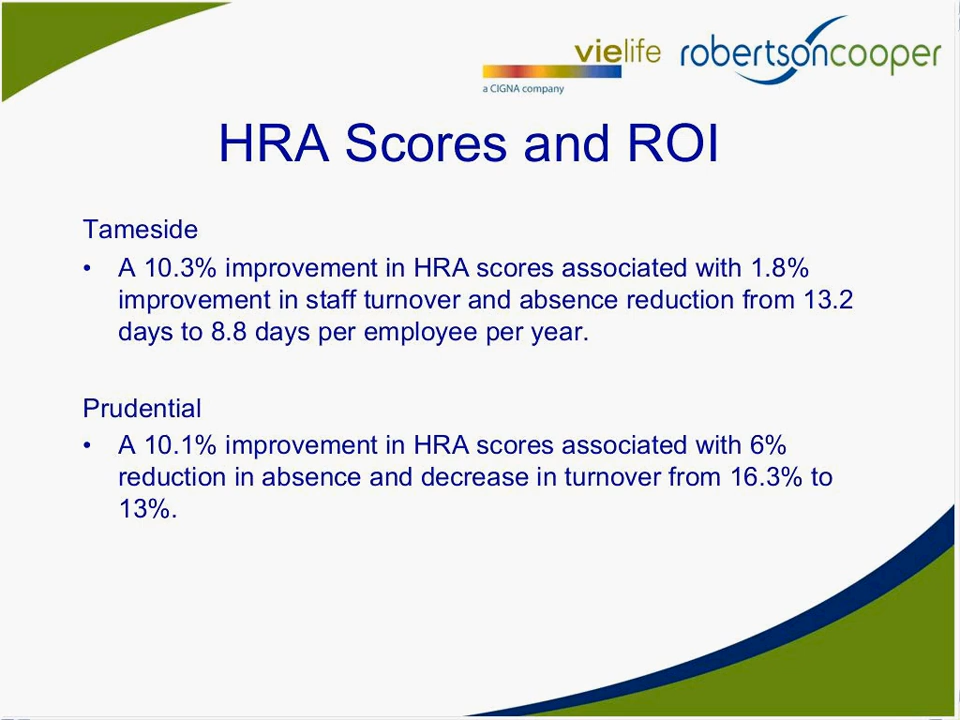 vielife
robertsoncooper
a CIGNA company
HRA Scores and ROI
Tameside
• A 10.3% improvement in HRA scores associated with 1.8%
improvement in staff turnover and absence reduction from 13.2
days to 8.8 days per employee per year.
Prudential
• A 10.1% improvement in HRA scores associated with 6%
reduction in absence and decrease in turnover from 16.3% to
13%.